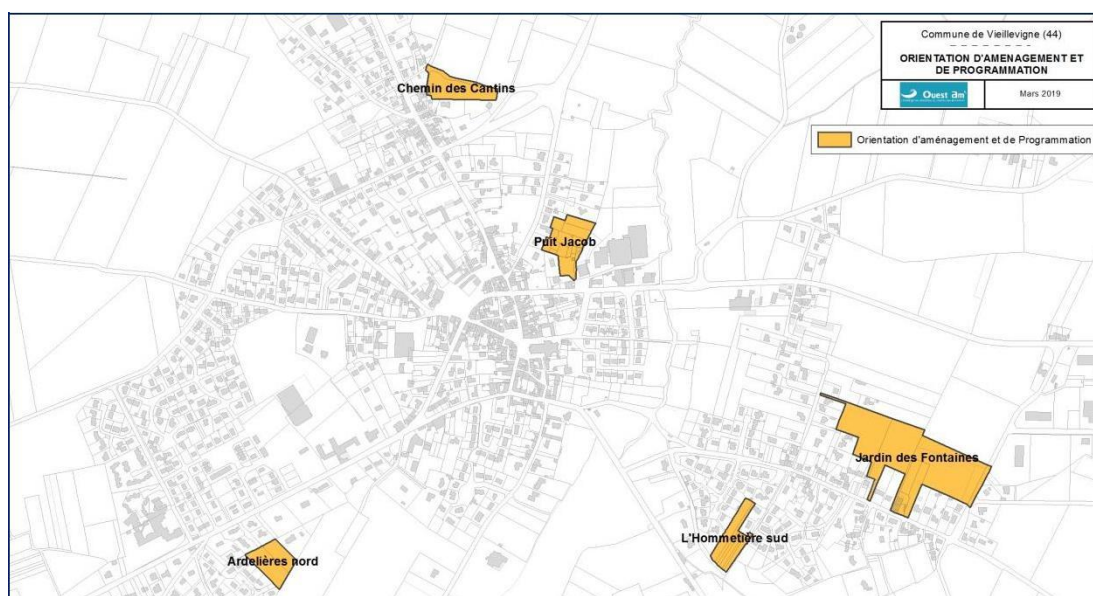 Commune de Vieillevigne (44)
ORIENTATION D'AMENAGEMENT ET
DE PROGRAMMATION
Ouest am'
Mars 2019
Orientation d'aménagement et de Programmation
Chemin des Cantins
Puit Jacob
Jardin des Fontaines
L'Hommetière sud
Ardelières nord